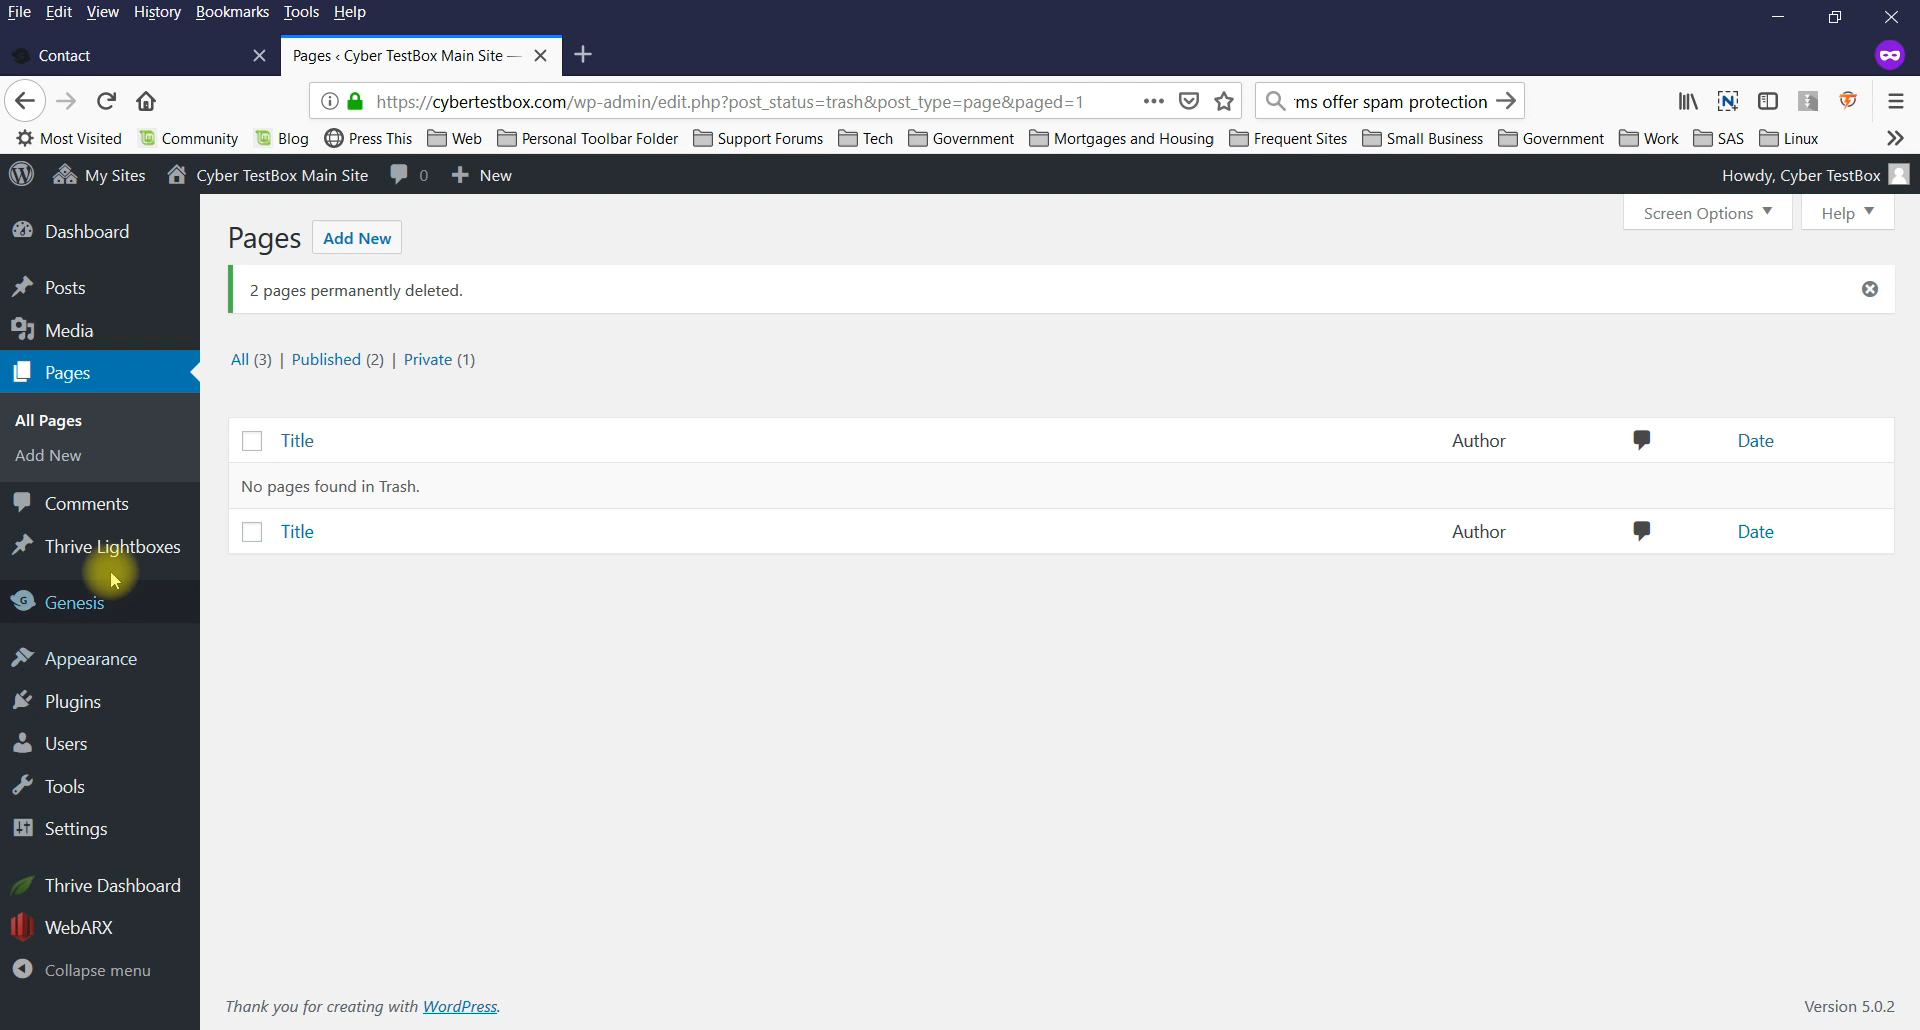 File Edit View History Bookmarks Tools Help
Contact
Pages ‹ Cyber TestBox Main Site —
https://cybertestbox.com/wp-admin/edit.php?post_status=trash&post_type=page&paged=1
ms offer spam protection
Most Visited Community Blog Press This Web Personal Toolbar Folder Support Forums Tech Government Mortgages and Housing Frequent Sites Small Business Government Work SAS Linux
My Sites Cyber TestBox Main Site 0 New Howdy, Cyber TestBox
Screen Options Help
Dashboard
Posts
Media
Pages
All Pages
Add New
Comments
Thrive Lightboxes
Genesis
Appearance
Plugins
Users
Tools
Settings
Thrive Dashboard
WebARX
Collapse menu
Pages Add New
2 pages permanently deleted.
All (3) | Published (2) | Private (1)
Title Author Date
No pages found in Trash.
Title Author Date
Thank you for creating with WordPress. Version 5.0.2